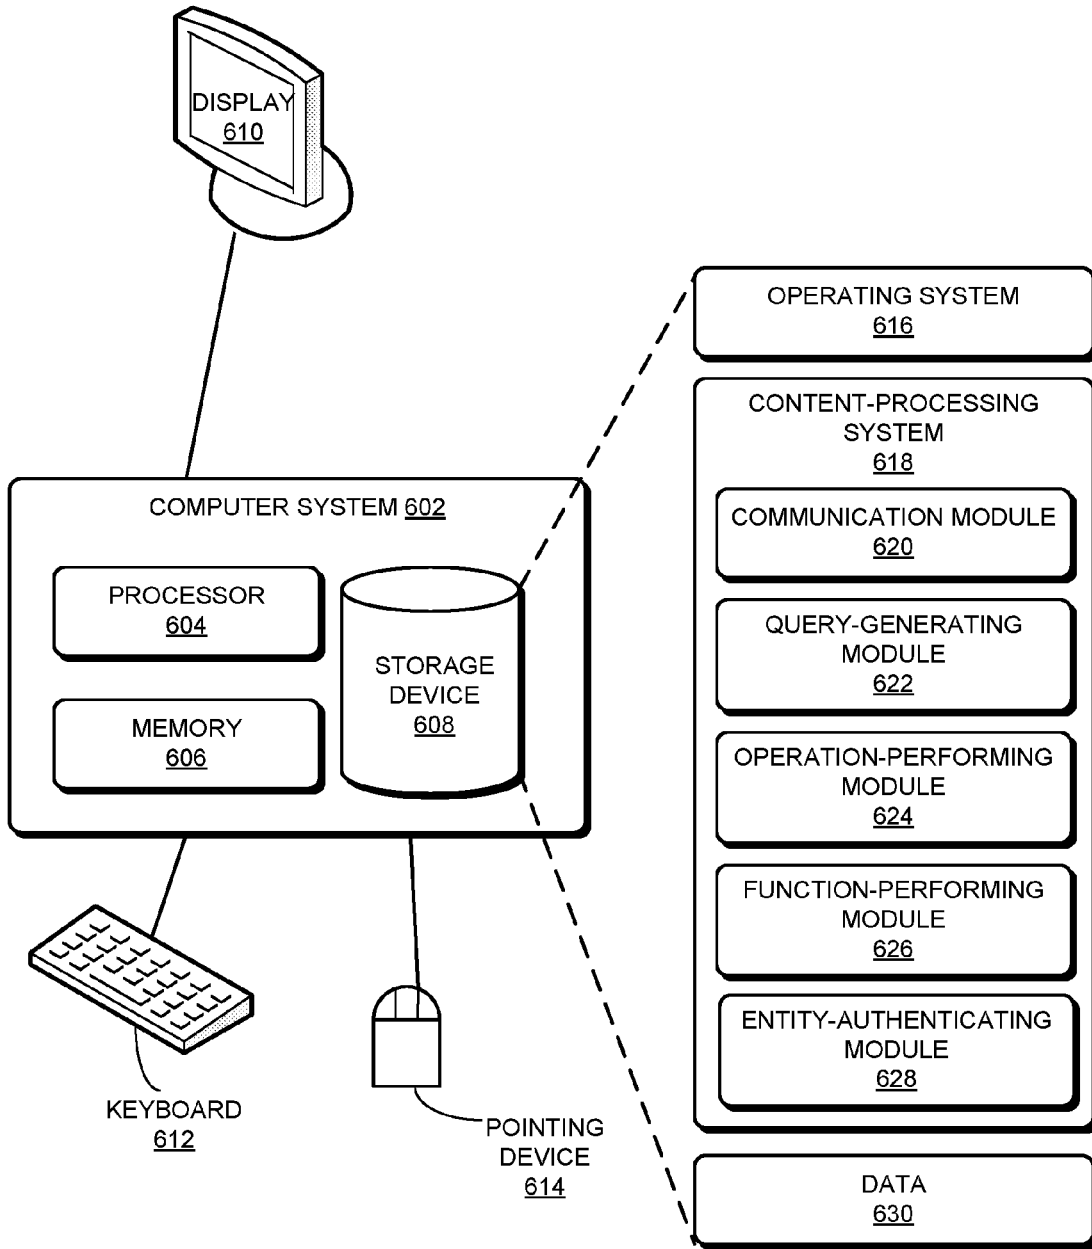 DISPLAY
610
COMPUTER SYSTEM 602
PROCESSOR
604
MEMORY
606
STORAGE
DEVICE
608
KEYBOARD
612
POINTING
DEVICE
614
OPERATING SYSTEM
616
CONTENT-PROCESSING
SYSTEM
618
COMMUNICATION MODULE
620
QUERY-GENERATING
MODULE
622
OPERATION-PERFORMING
MODULE
624
FUNCTION-PERFORMING
MODULE
626
ENTITY-AUTHENTICATING
MODULE
628
DATA
630